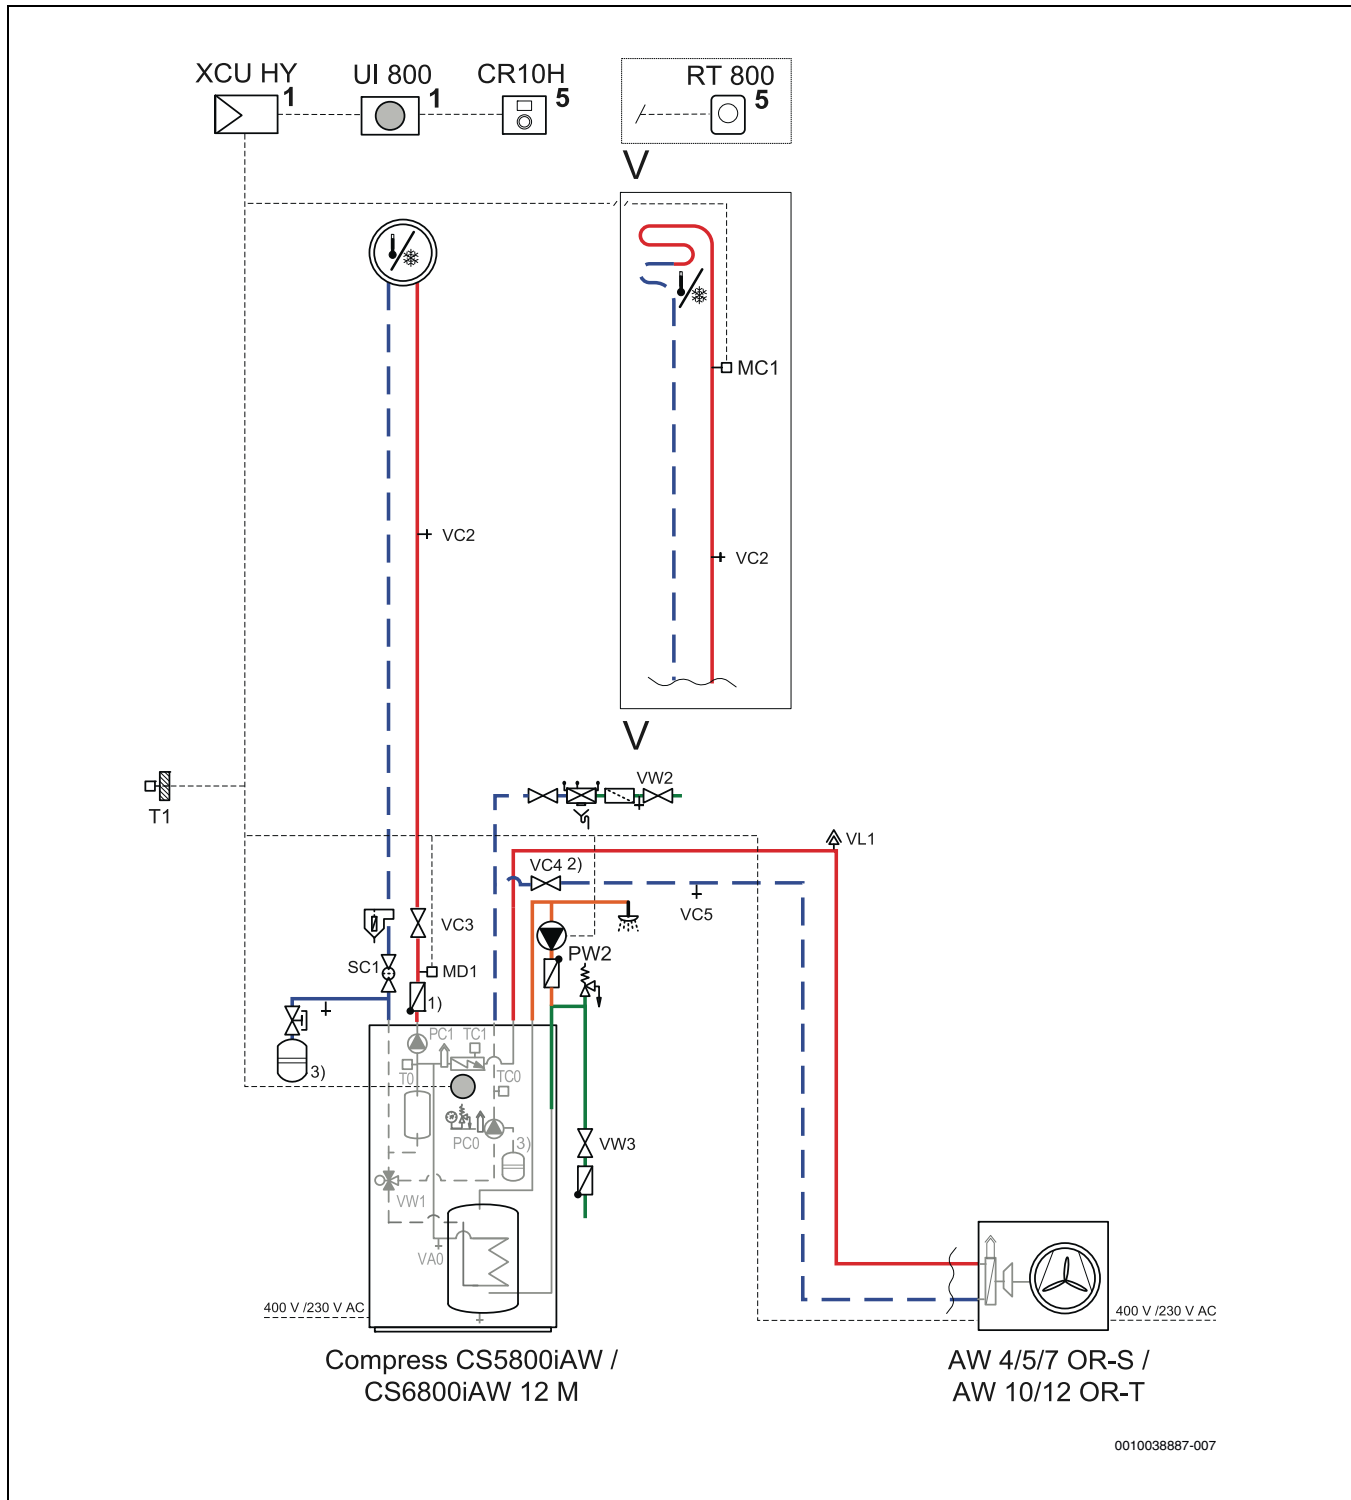 XCU HY
1
UI 800
1
CR10H
5
RT 800
5
V
MC1
VC2
VC2
V
T1
VW2
VL1
VC4 2)
VC5
VC3
PW2
SC1
MD1
1)
PC1
TC1
3)
T0
TC0
PC0
3)
VW3
VW1
VA0
400 V /230 V AC
400 V /230 V AC
Compress CS5800iAW /
CS6800iAW 12 M
AW 4/5/7 OR-S /
AW 10/12 OR-T
0010038887-007